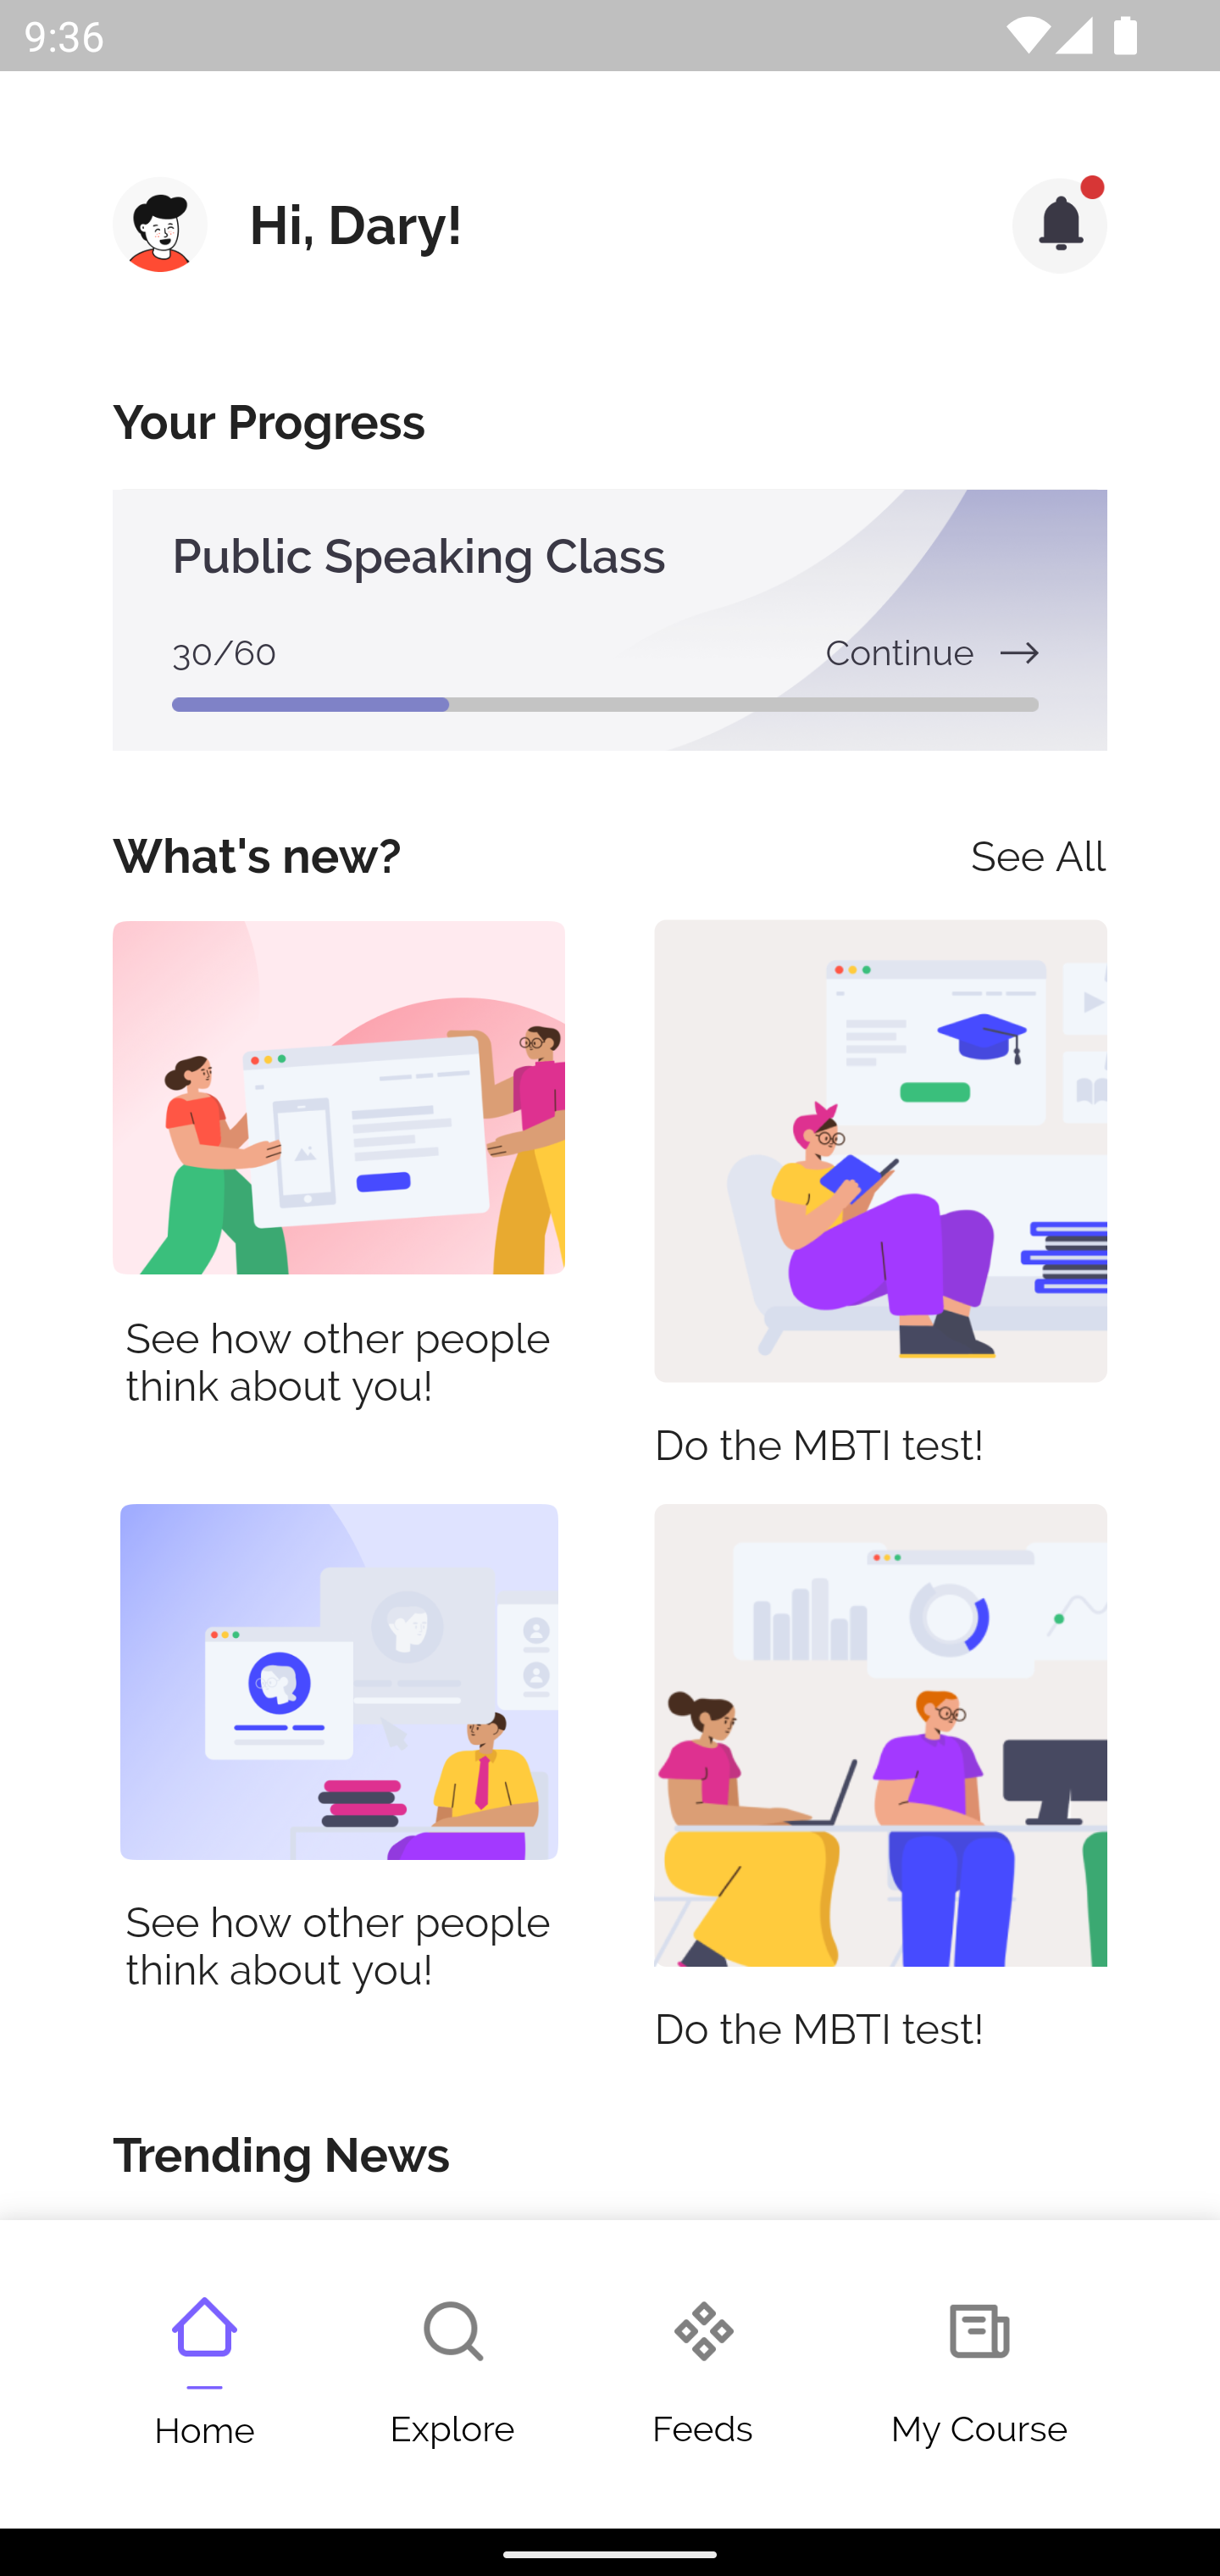 9:36
Hi, Dary!
Your Progress
Public Speaking Class
30/60
Continue
What's new?
See All
See how other people
think about you!
Do the MBTI test!
See how other people
think about you!
Do the MBTI test!
Trending News
Home
Explore
Feeds
My Course